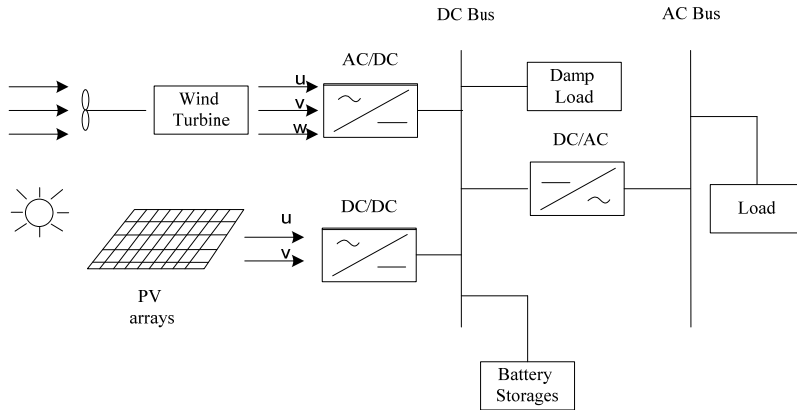 DC Bus
AC Bus
AC/DC
Wind
Turbine
u
v
w
Damp
Load
DC/AC
DC/DC
u
v
Load
PV
arrays
Battery
Storages